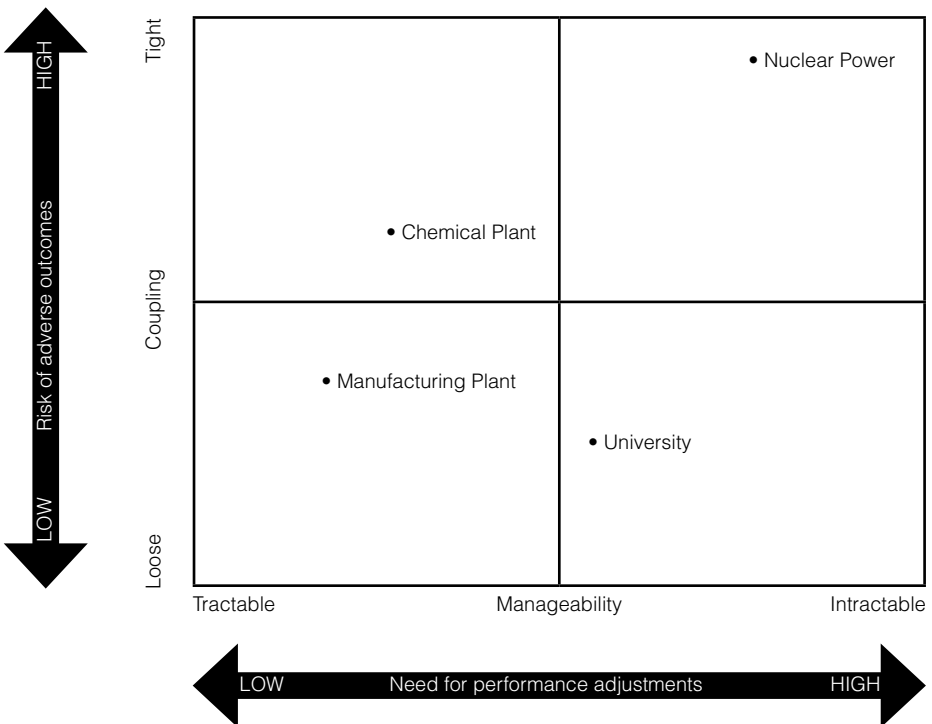 HIGH
Risk of adverse outcomes
LOW
Tight
Coupling
Loose
• Nuclear Power
• Chemical Plant
• Manufacturing Plant
• University
Tractable Manageability Intractable
LOW Need for performance adjustments HIGH